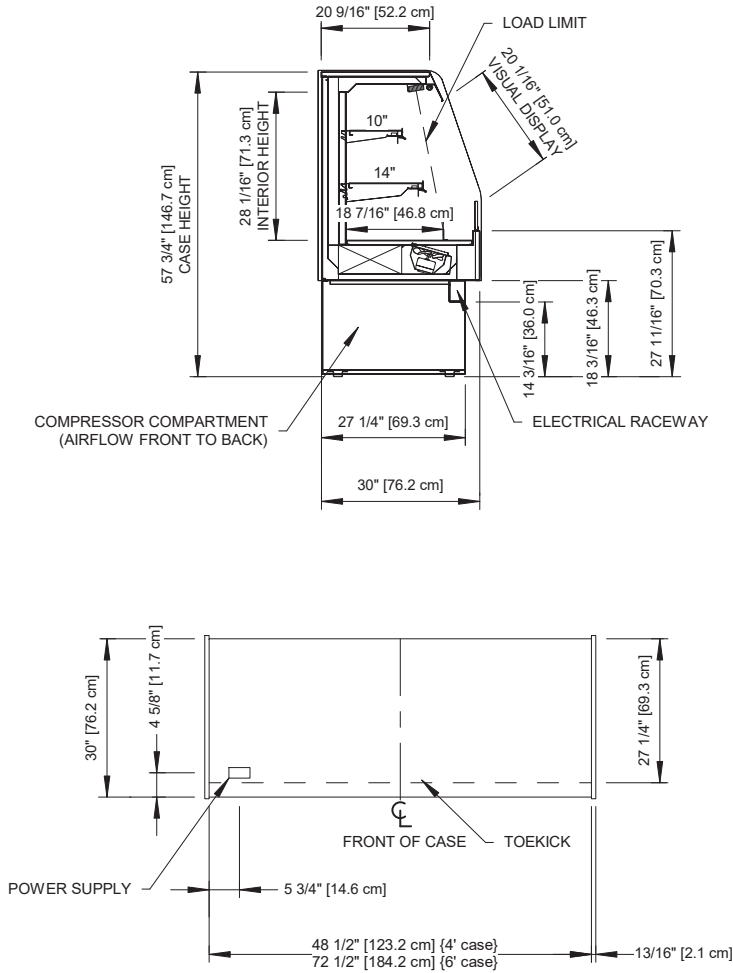 20 9/16" [52.2 cm]
LOAD LIMIT
20 1/16" [51.0 cm]
VISUAL DISPLAY
57 3/4" [146.7 cm]
CASE HEIGHT
28 1/16" [71.3 cm]
INTERIOR HEIGHT
10"
14"
18 7/16" [46.8 cm]
14 3/16" [36.0 cm]
18 3/16" [46.3 cm]
27 11/16" [70.3 cm]
COMPRESSOR COMPARTMENT
(AIRFLOW FRONT TO BACK)
27 1/4" [69.3 cm]
ELECTRICAL RACEWAY
30" [76.2 cm]
30" [76.2 cm]
4 5/8" [11.7 cm]
27 1/4" [69.3 cm]
CL
FRONT OF CASE
TOEKICK
POWER SUPPLY
5 3/4" [14.6 cm]
48 1/2" [123.2 cm] {4' case}
72 1/2" [184.2 cm] {6' case}
13/16" [2.1 cm]